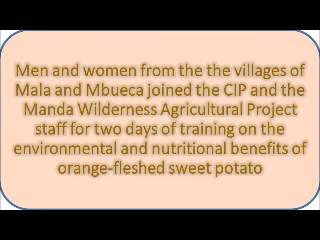 Men and women from the the villages of
Mala and Mbueca joined the CIP and the
Manda Wilderness Agricultural Project
staff for two days of training on the
environmental and nutritional benefits of
orange-fleshed sweet potato